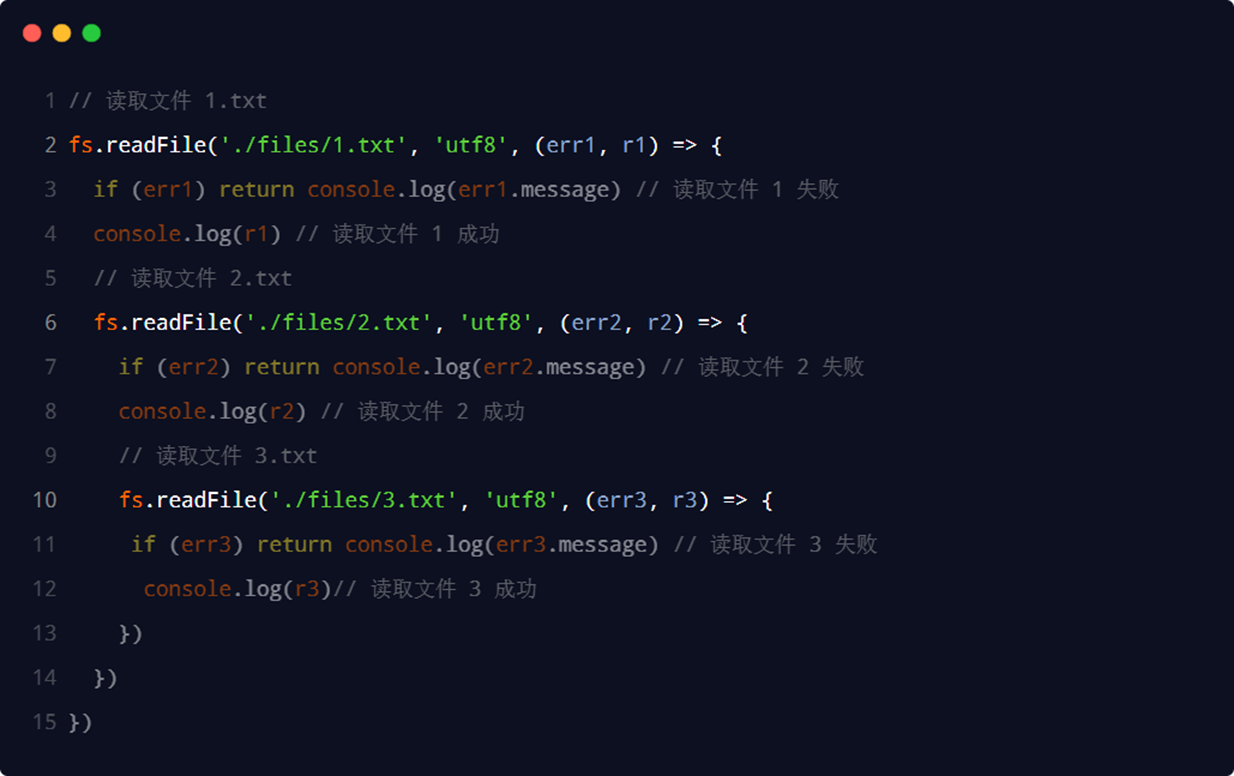 1 // 读取文件 1.txt
2 fs.readFile('./files/1.txt', 'utf8', (err1, r1) => {
3   if (err1) return console.log(err1.message) // 读取文件 1 失败
4   console.log(r1) // 读取文件 1 成功
5   // 读取文件 2.txt
6   fs.readFile('./files/2.txt', 'utf8', (err2, r2) => {
7     if (err2) return console.log(err2.message) // 读取文件 2 失败
8     console.log(r2) // 读取文件 2 成功
9     // 读取文件 3.txt
10     fs.readFile('./files/3.txt', 'utf8', (err3, r3) => {
11      if (err3) return console.log(err3.message) // 读取文件 3 失败
12       console.log(r3)// 读取文件 3 成功
13     })
14   })
15 })